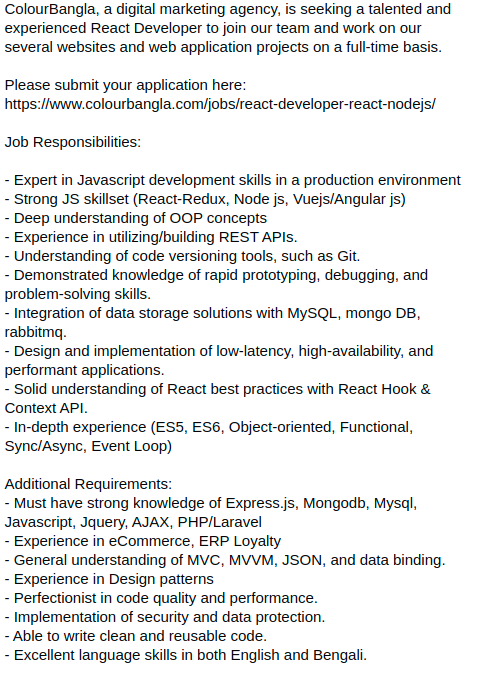 ColourBangla, a digital marketing agency, is seeking a talented and
experienced React Developer to join our team and work on our
several websites and web application projects on a full-time basis.
Please submit your application here:
https://www.colourbangla.com/jobs/react-developer-react-nodejs/
Job Responsibilities:
- Expert in Javascript development skills in a production environment
- Strong JS skillset (React-Redux, Node js, Vuejs/Angular js)
- Deep understanding of OOP concepts
- Experience in utilizing/building REST APIs.
- Understanding of code versioning tools, such as Git.
- Demonstrated knowledge of rapid prototyping, debugging, and
problem-solving skills.
- Integration of data storage solutions with MySQL, mongo DB,
rabbitmq.
- Design and implementation of low-latency, high-availability, and
performant applications.
- Solid understanding of React best practices with React Hook &
Context API.
- In-depth experience (ES5, ES6, Object-oriented, Functional,
Sync/Async, Event Loop)
Additional Requirements:
- Must have strong knowledge of Express.js, Mongodb, Mysql,
Javascript, Jquery, AJAX, PHP/Laravel
- Experience in eCommerce, ERP Loyalty
- General understanding of MVC, MVVM, JSON, and data binding.
- Experience in Design patterns
- Perfectionist in code quality and performance.
- Implementation of security and data protection.
- Able to write clean and reusable code.
- Excellent language skills in both English and Bengali.